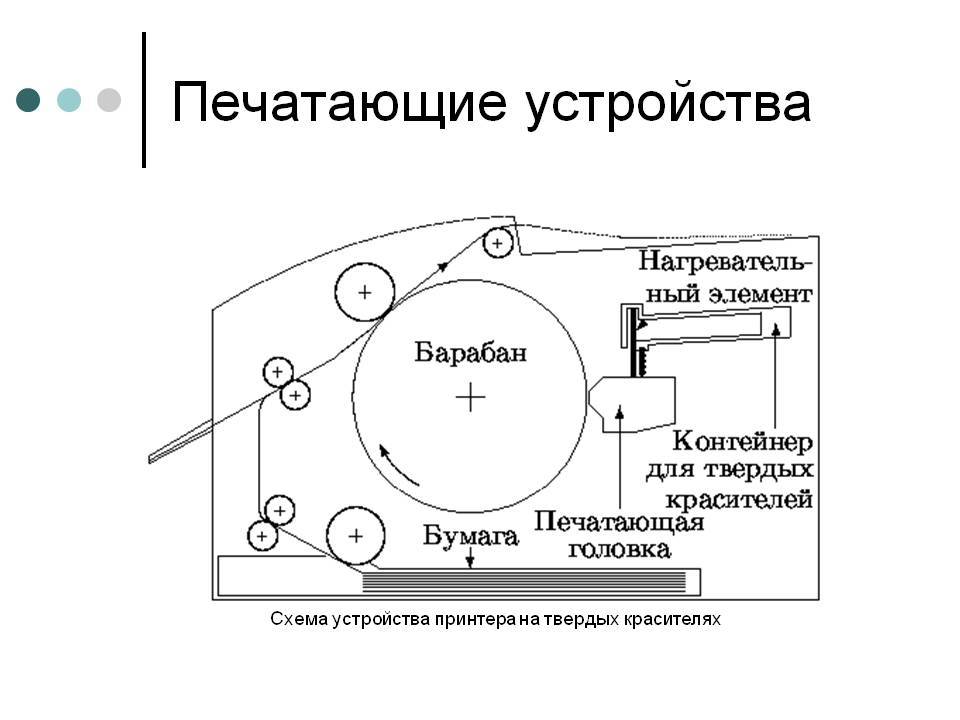 Печатающие устройства
Нагреватель-
ный элемент
Барабан
Контейнер
для твердых
красителей
Бумага
Печатающая
головка
Схема устройства принтера на твердых красителях